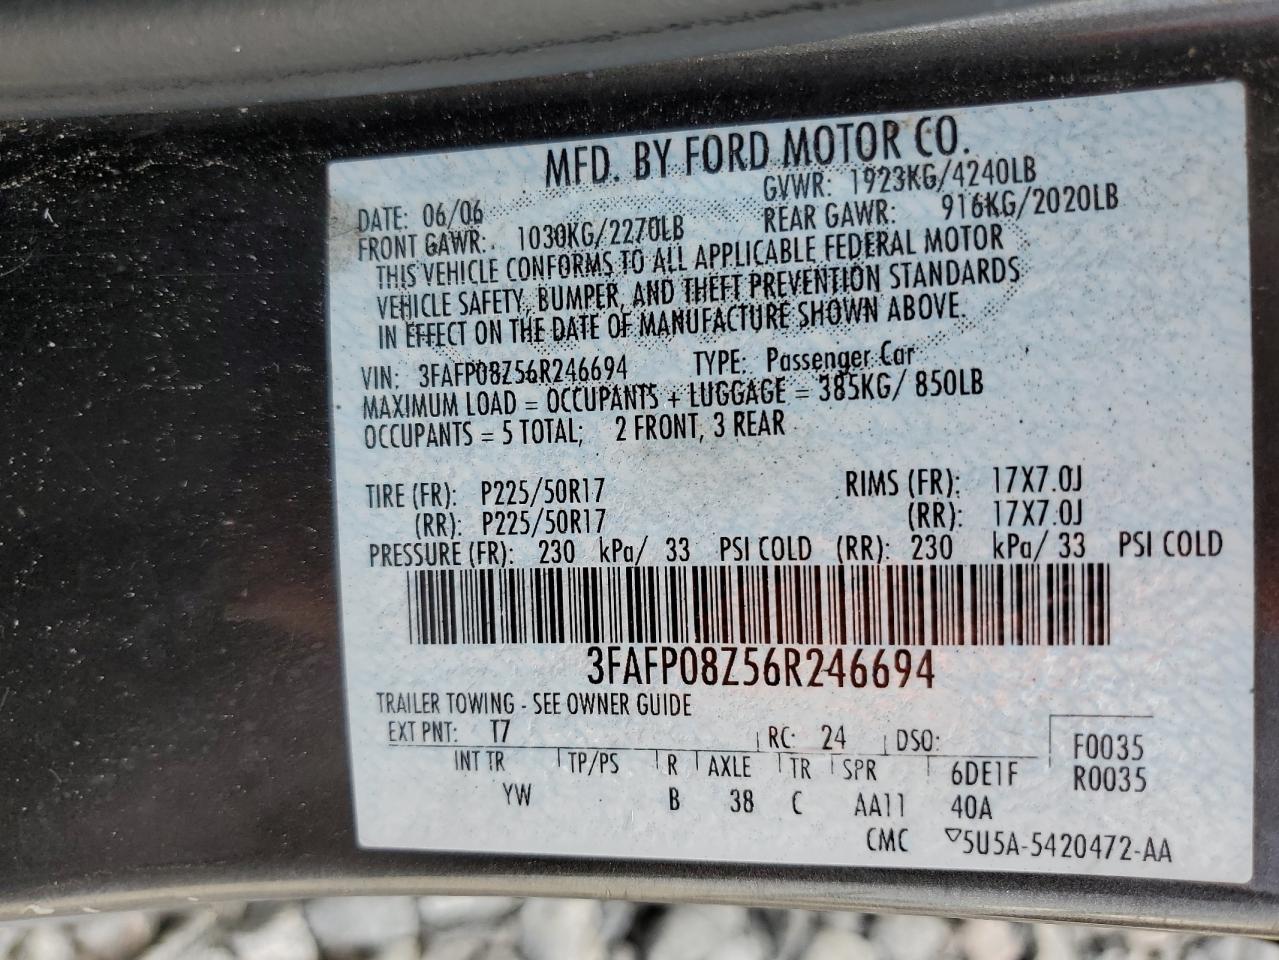 MFD. BY FORD MOTOR CO.
DATE: 06/06 GVWR: 1923KG/4240LB
FRONT GAWR: 1030KG/2270LB REAR GAWR: 916KG/2020LB
THIS VEHICLE CONFORMS TO ALL APPLICABLE FEDERAL MOTOR
VEHICLE SAFETY, BUMPER, AND THEFT PREVENTION STANDARDS
IN EFFECT ON THE DATE OF MANUFACTURE SHOWN ABOVE.
VIN: 3FAFP08Z56R246694 TYPE: Passenger Car
MAXIMUM LOAD = OCCUPANTS + LUGGAGE = 385KG/ 850LB
OCCUPANTS = 5 TOTAL; 2 FRONT, 3 REAR
TIRE (FR): P225/50R17 RIMS (FR): 17X7.0J
(RR): P225/50R17 (RR): 17X7.0J
PRESSURE (FR): 230 kPa/ 33 PSI COLD (RR): 230 kPa/ 33 PSI COLD
3FAFP08Z56R246694
TRAILER TOWING - SEE OWNER GUIDE
EXT PNT: T7 RC: 24 DSO: F0035
INT TR TP/PS R AXLE TR SPR 6DE1F R0035
YW B 38 C AA11 40A
CMC 5U5A-5420472-AA